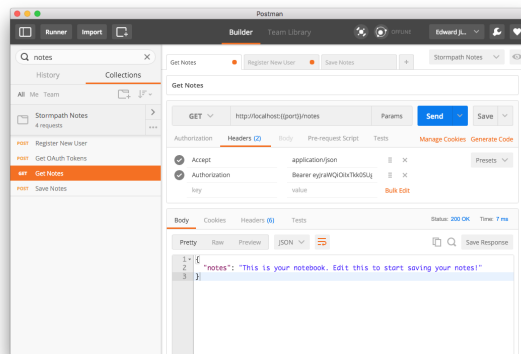 Postman
Runner
Import
Builder
Team Library
OFFLINE
Edward Ji...
notes
History
Collections
All Me Team
Stormpath Notes
4 requests
POST Register New User
POST Get OAuth Tokens
GET Get Notes
POST Save Notes
Get Notes
Register New User
Save Notes
Stormpath Notes
Get Notes
GET
http://localhost:{{port}}/notes
Params
Send
Save
Authorization
Headers (2)
Body
Pre-request Script
Tests
Manage Cookies
Generate Code
Accept
application/json
Presets
Authorization
key
value
Bulk Edit
Body
Cookies
Headers (6)
Tests
Status: 200 OK
Time: 7 ms
Pretty
Raw
Preview
JSON
Save Response
1 {
2 "notes": "This is your notebook. Edit this to start saving your notes!"
3 }